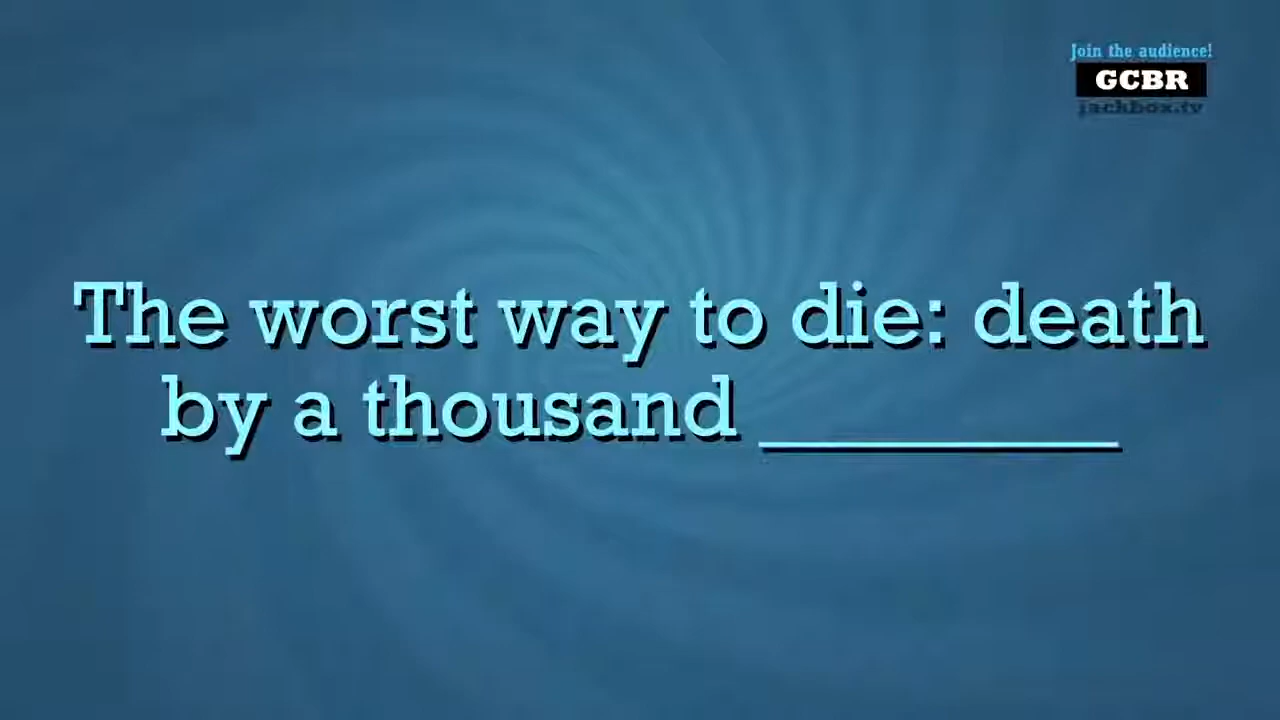 Join the audience!
GCBR
jackbox.tv
The worst way to die: death
by a thousand ________